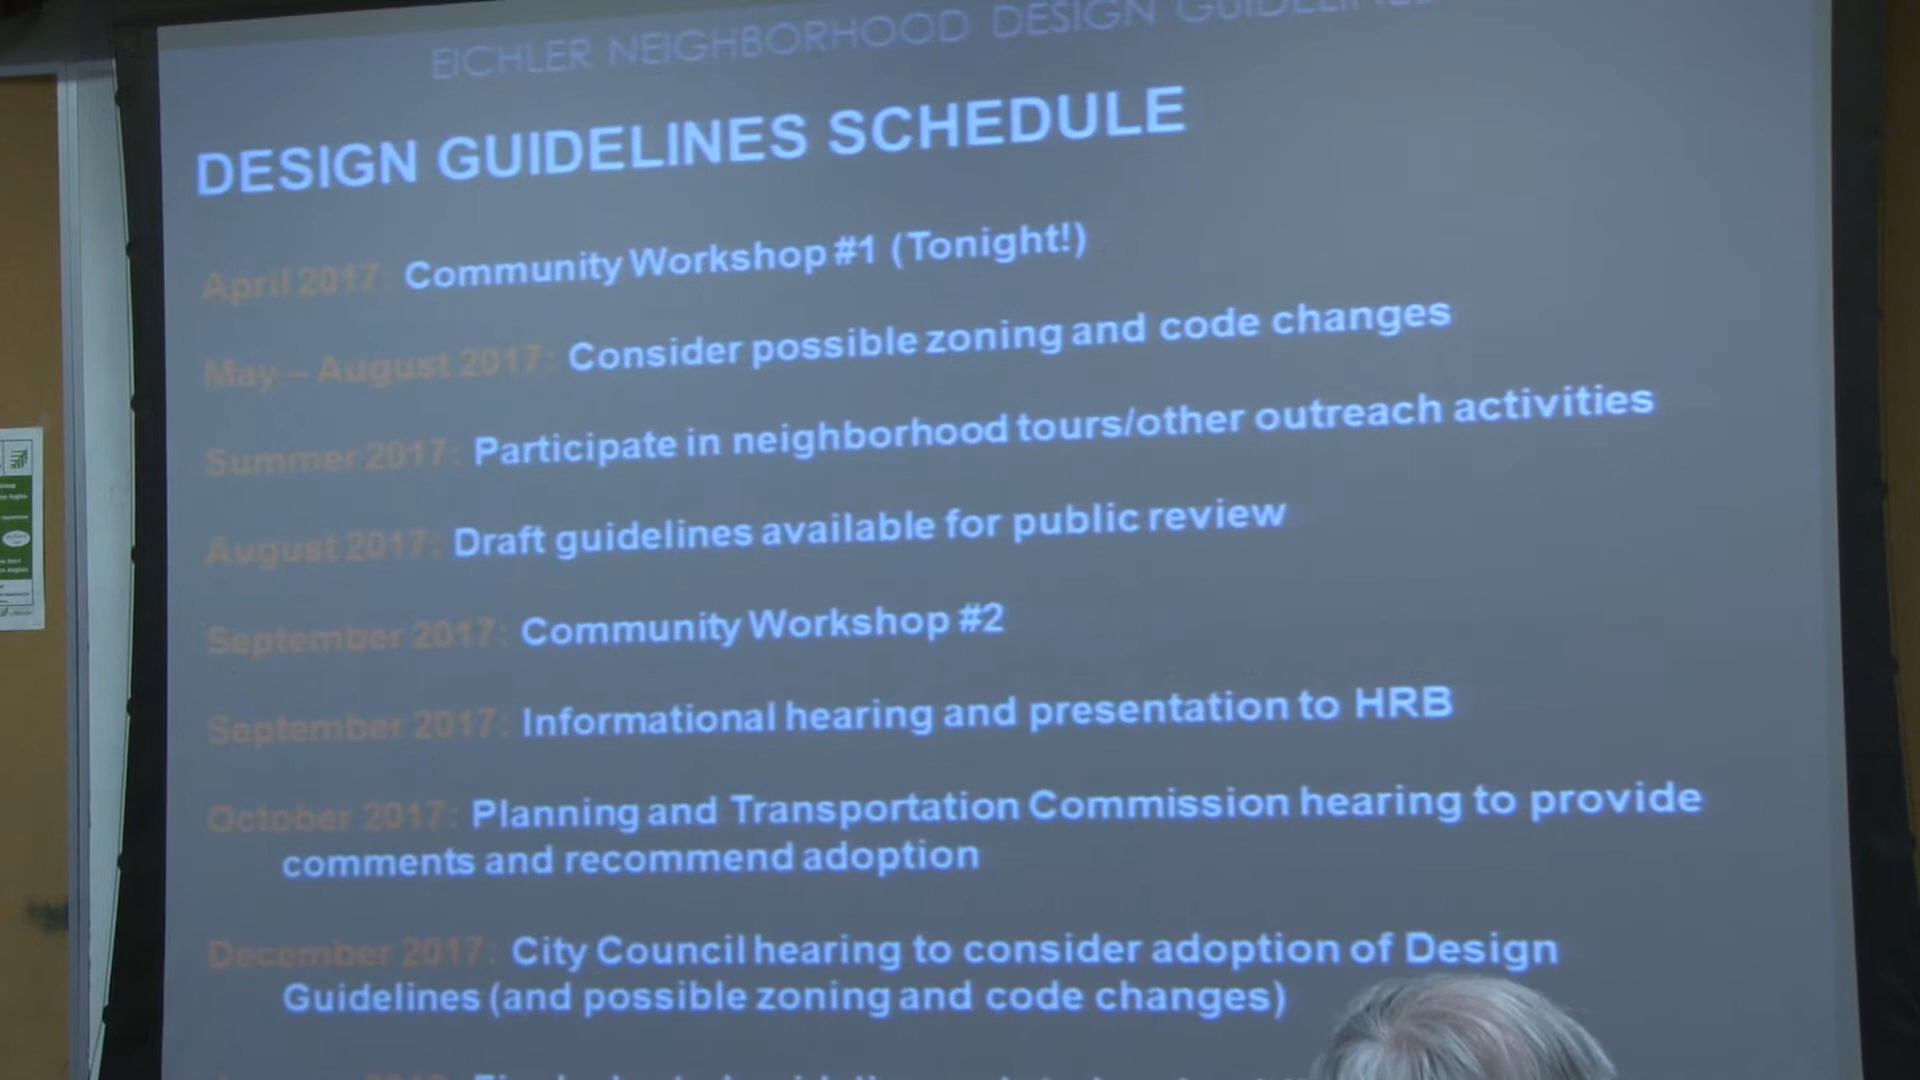 EICHLER NEIGHBORHOOD DESIGN GUIDELINES
DESIGN GUIDELINES SCHEDULE
April 2017: Community Workshop #1 (Tonight!)
May – August 2017: Consider possible zoning and code changes
Summer 2017: Participate in neighborhood tours/other outreach activities
August 2017: Draft guidelines available for public review
September 2017: Community Workshop #2
September 2017: Informational hearing and presentation to HRB
October 2017: Planning and Transportation Commission hearing to provide
comments and recommend adoption
December 2017: City Council hearing to consider adoption of Design
Guidelines (and possible zoning and code changes)